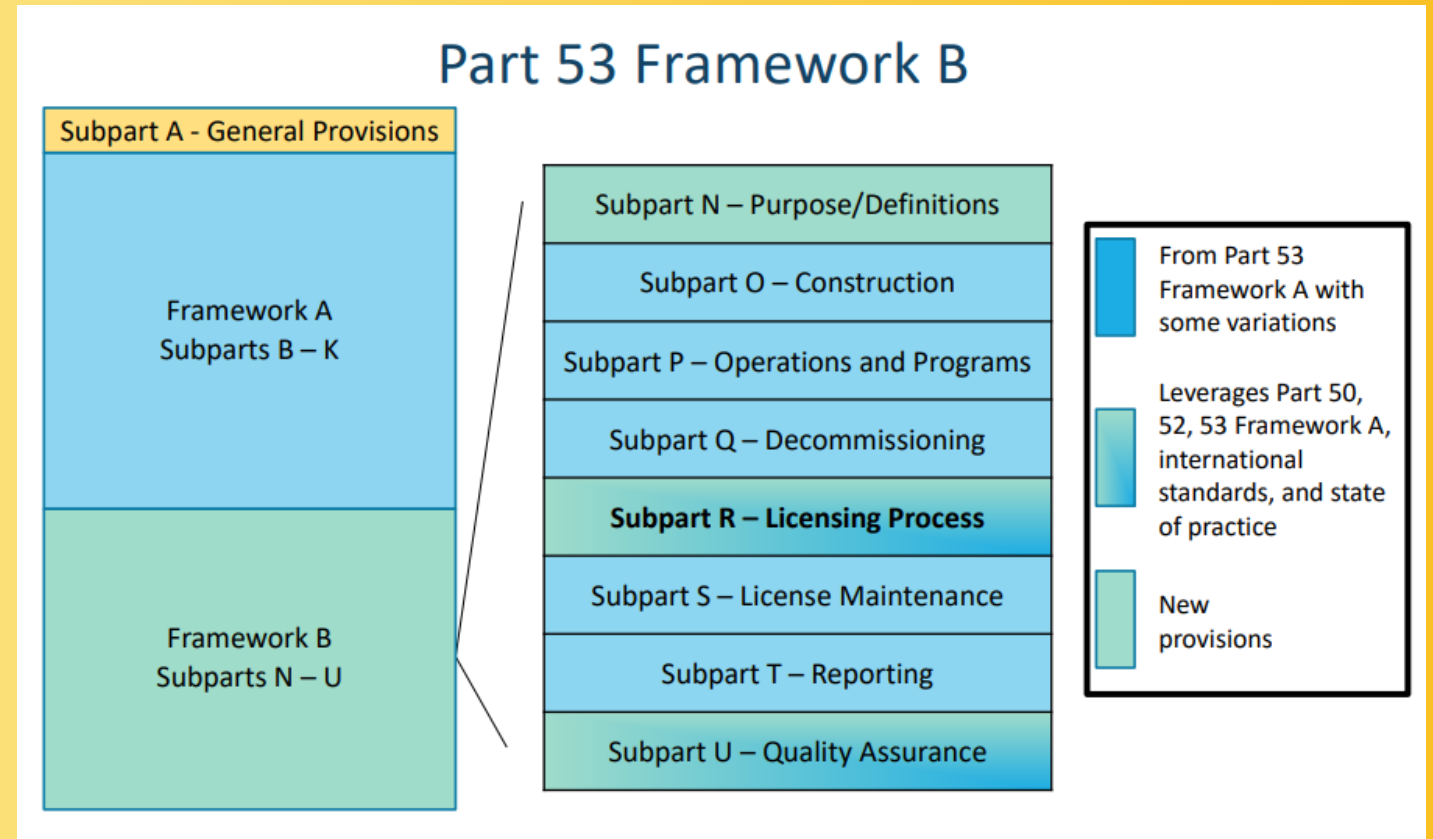 Part 53 Framework B
Subpart A - General Provisions
Framework A
Subparts B – K
Framework B
Subparts N – U
Subpart N – Purpose/Definitions
Subpart O – Construction
Subpart P – Operations and Programs
Subpart Q – Decommissioning
Subpart R – Licensing Process
Subpart S – License Maintenance
Subpart T – Reporting
Subpart U – Quality Assurance
From Part 53
Framework A with
some variations
Leverages Part 50,
52, 53 Framework A,
international
standards, and state
of practice
New
provisions